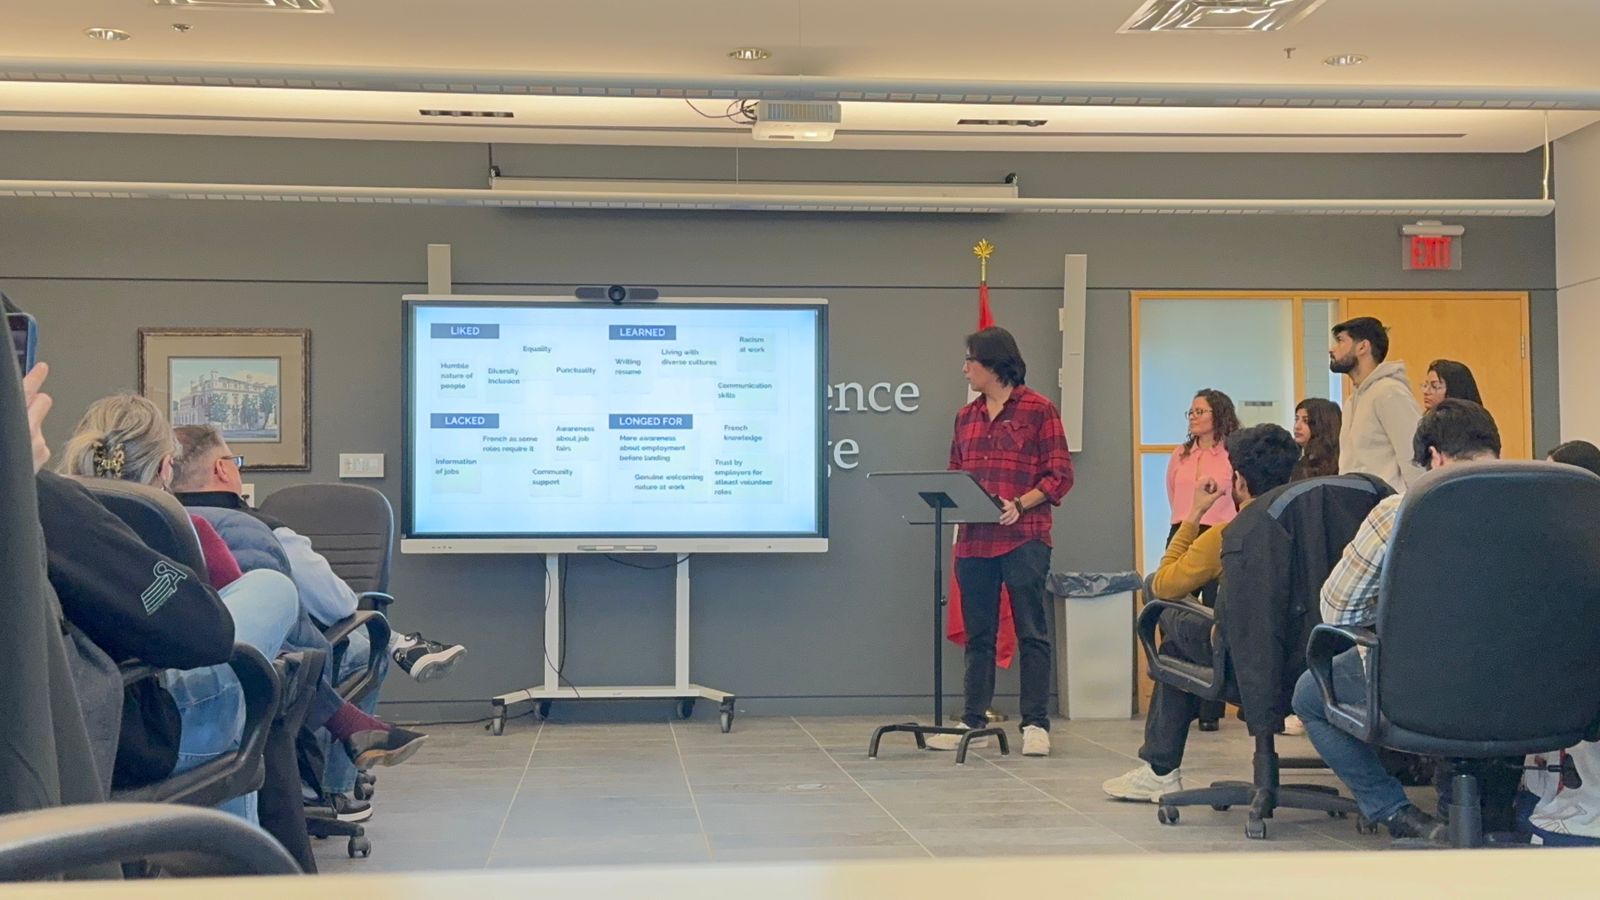 LIKED
Equality
Humble
nature of
people
Diversity
Inclusion
Punctuality
LEARNED
Writing
resume
Living with
diverse cultures
Racism
at work
Communication
skills
LACKED
French as some
roles require it
Awareness
about job
fairs
Information
of jobs
Community
support
LONGED FOR
More awareness
about employment
before landing
French
knowledge
Genuine welcoming
nature at work
Trust by
employers for
atleast volunteer
roles
ence
ge
EXIT